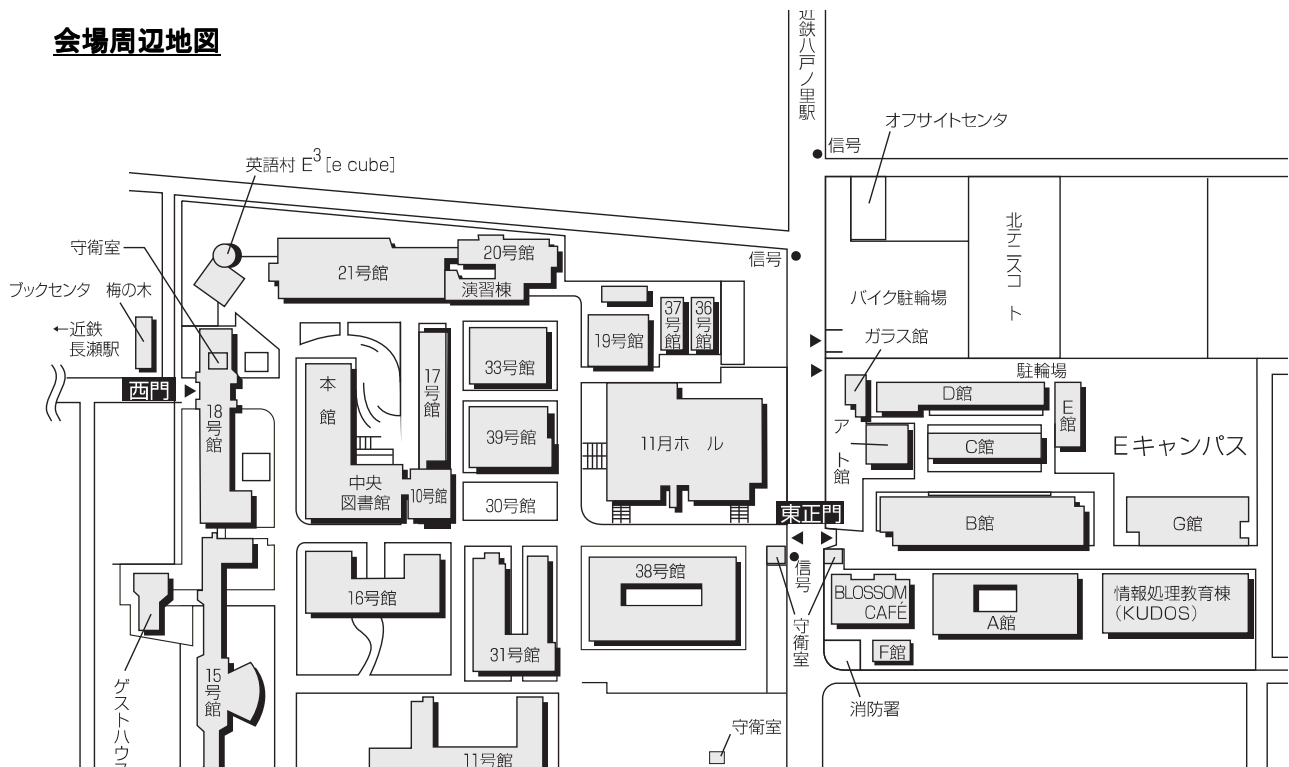 会場周辺地図
近鉄八戸ノ里駅
オフサイトセンタ
信号
英語村 E³[e cube]
守衛室
20号館
21号館
演習棟
信号
北テニスコ ト
ブックセンタ 梅の木
←近鉄
長瀬駅
バイク駐輪場
ガラス館
37号館
36号館
19号館
33号館
17号館
本館
駐輪場
西門
D館
E館
18号館
ア ト館
39号館
11月ホ ル
C館
Eキャンパス
中央
図書館
10号館
30号館
東正門
B館
G館
信号
38号館
16号館
BLOSSOM
CAFÉ
A館
情報処理教育棟
(KUDOS)
守衛室
31号館
F館
15号館
ゲストハウス
消防署
守衛室
11号館